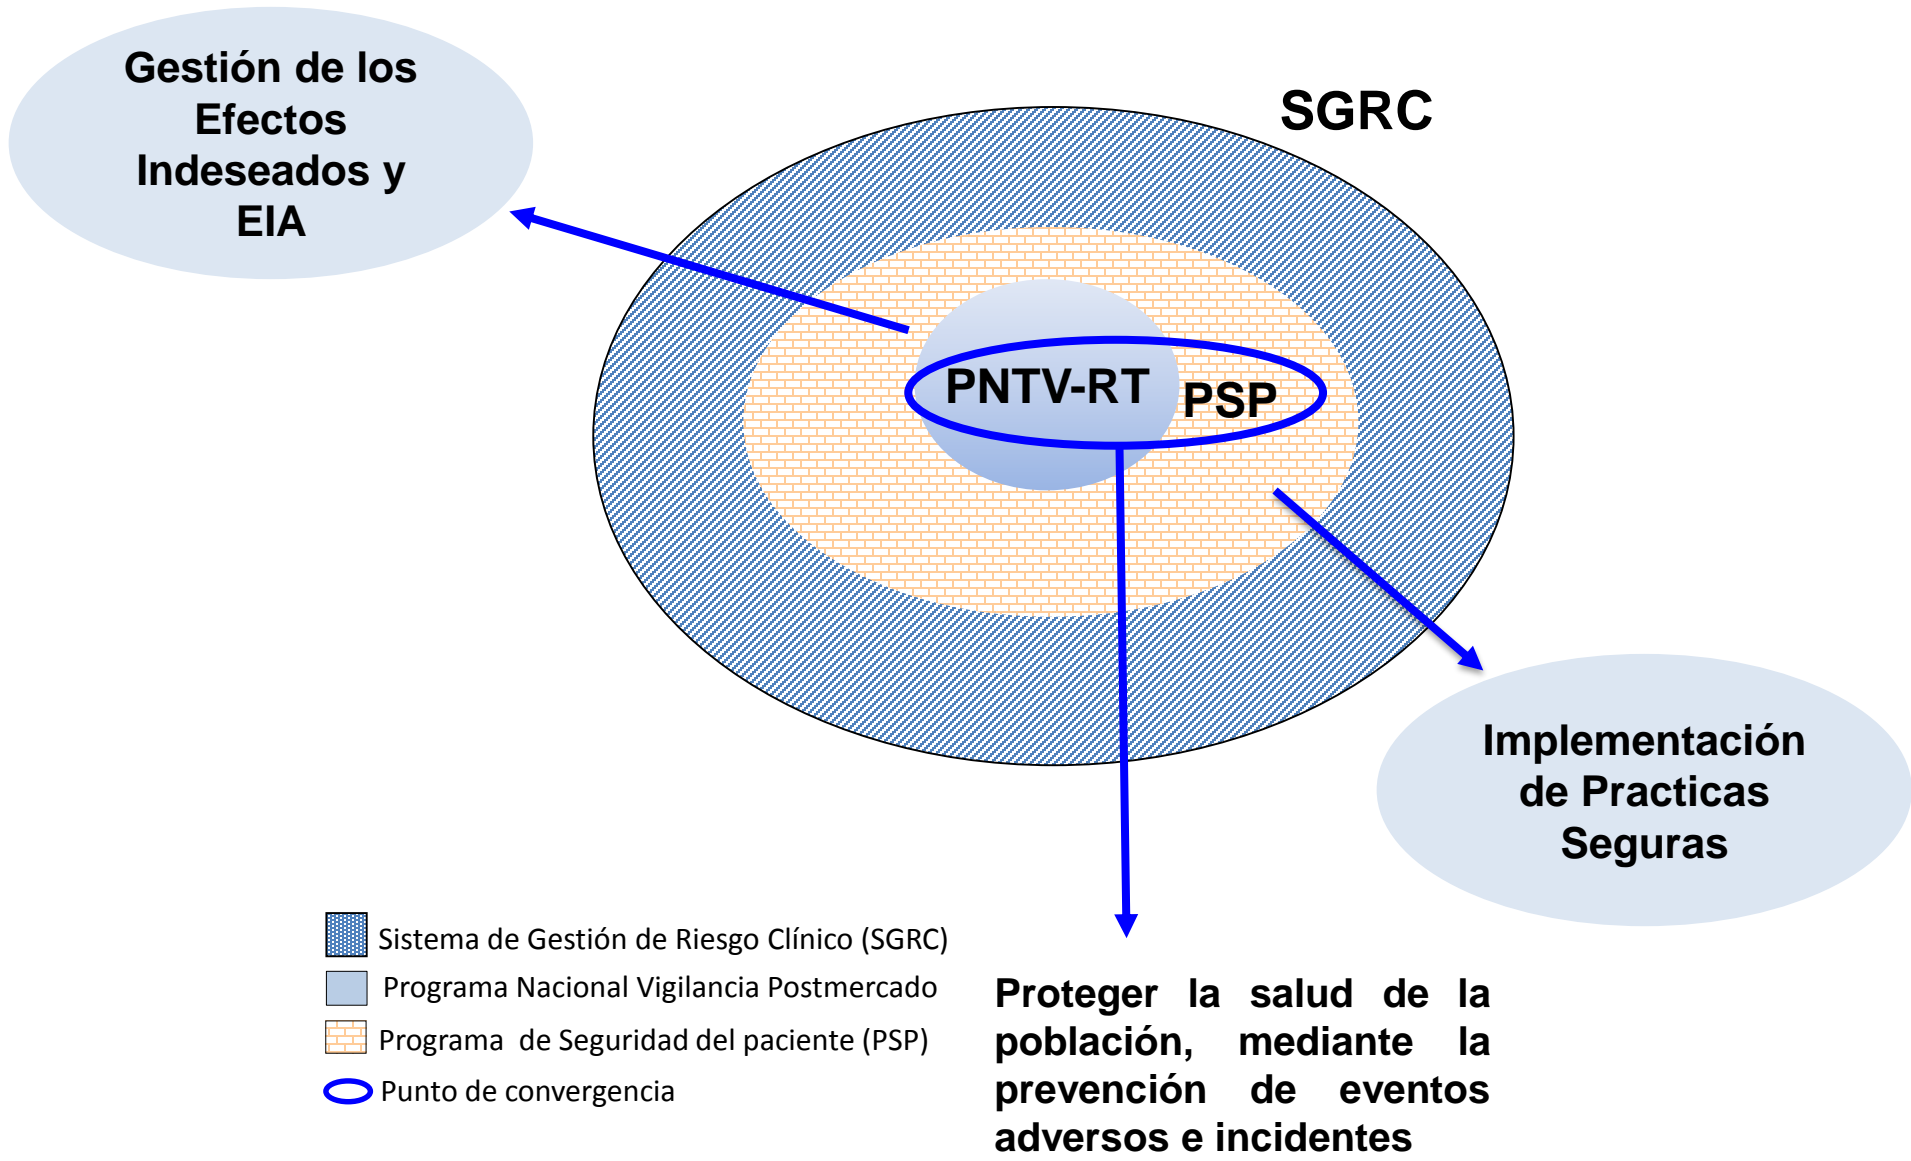 Gestión de los
Efectos
Indeseados y
EIA
SGRC
PNTV-RT
PSP
Implementación
de Practicas
Seguras
Sistema de Gestión de Riesgo Clínico (SGRC)
Programa Nacional Vigilancia Postmercado
Programa de Seguridad del paciente (PSP)
Punto de convergencia
Proteger la salud de la
población, mediante la
prevención de eventos
adversos e incidentes